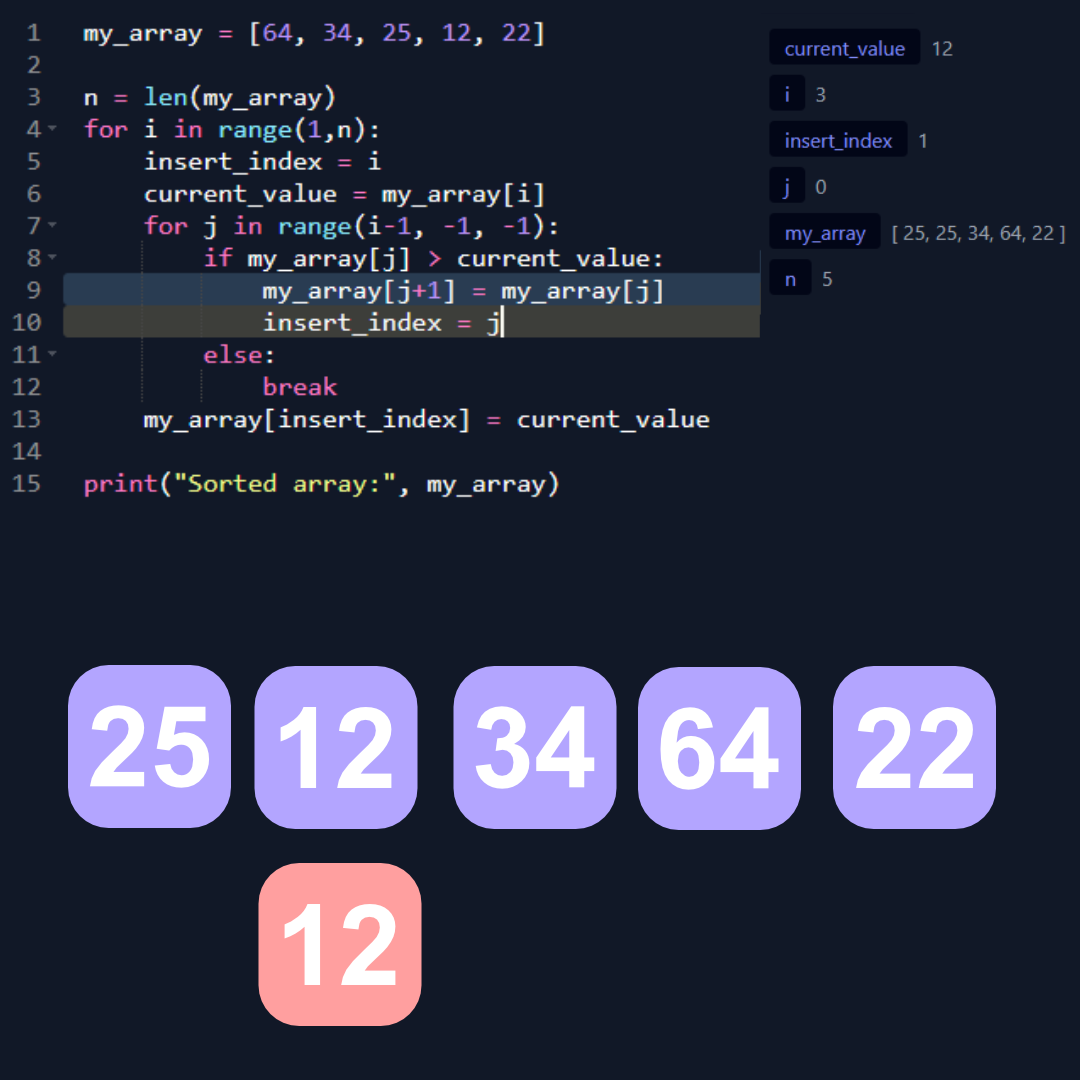 1 my_array = [64, 34, 25, 12, 22]
2
3 n = len(my_array)
4 for i in range(1,n):
5     insert_index = i
6     current_value = my_array[i]
7     for j in range(i-1, -1, -1):
8         if my_array[j] > current_value:
9             my_array[j+1] = my_array[j]
10             insert_index = j
11         else:
12             break
13     my_array[insert_index] = current_value
14
15 print("Sorted array:", my_array)
current_value 12
i 3
insert_index 1
j 0
my_array [ 25, 25, 34, 64, 22 ]
n 5
25 12 34 64 22
12